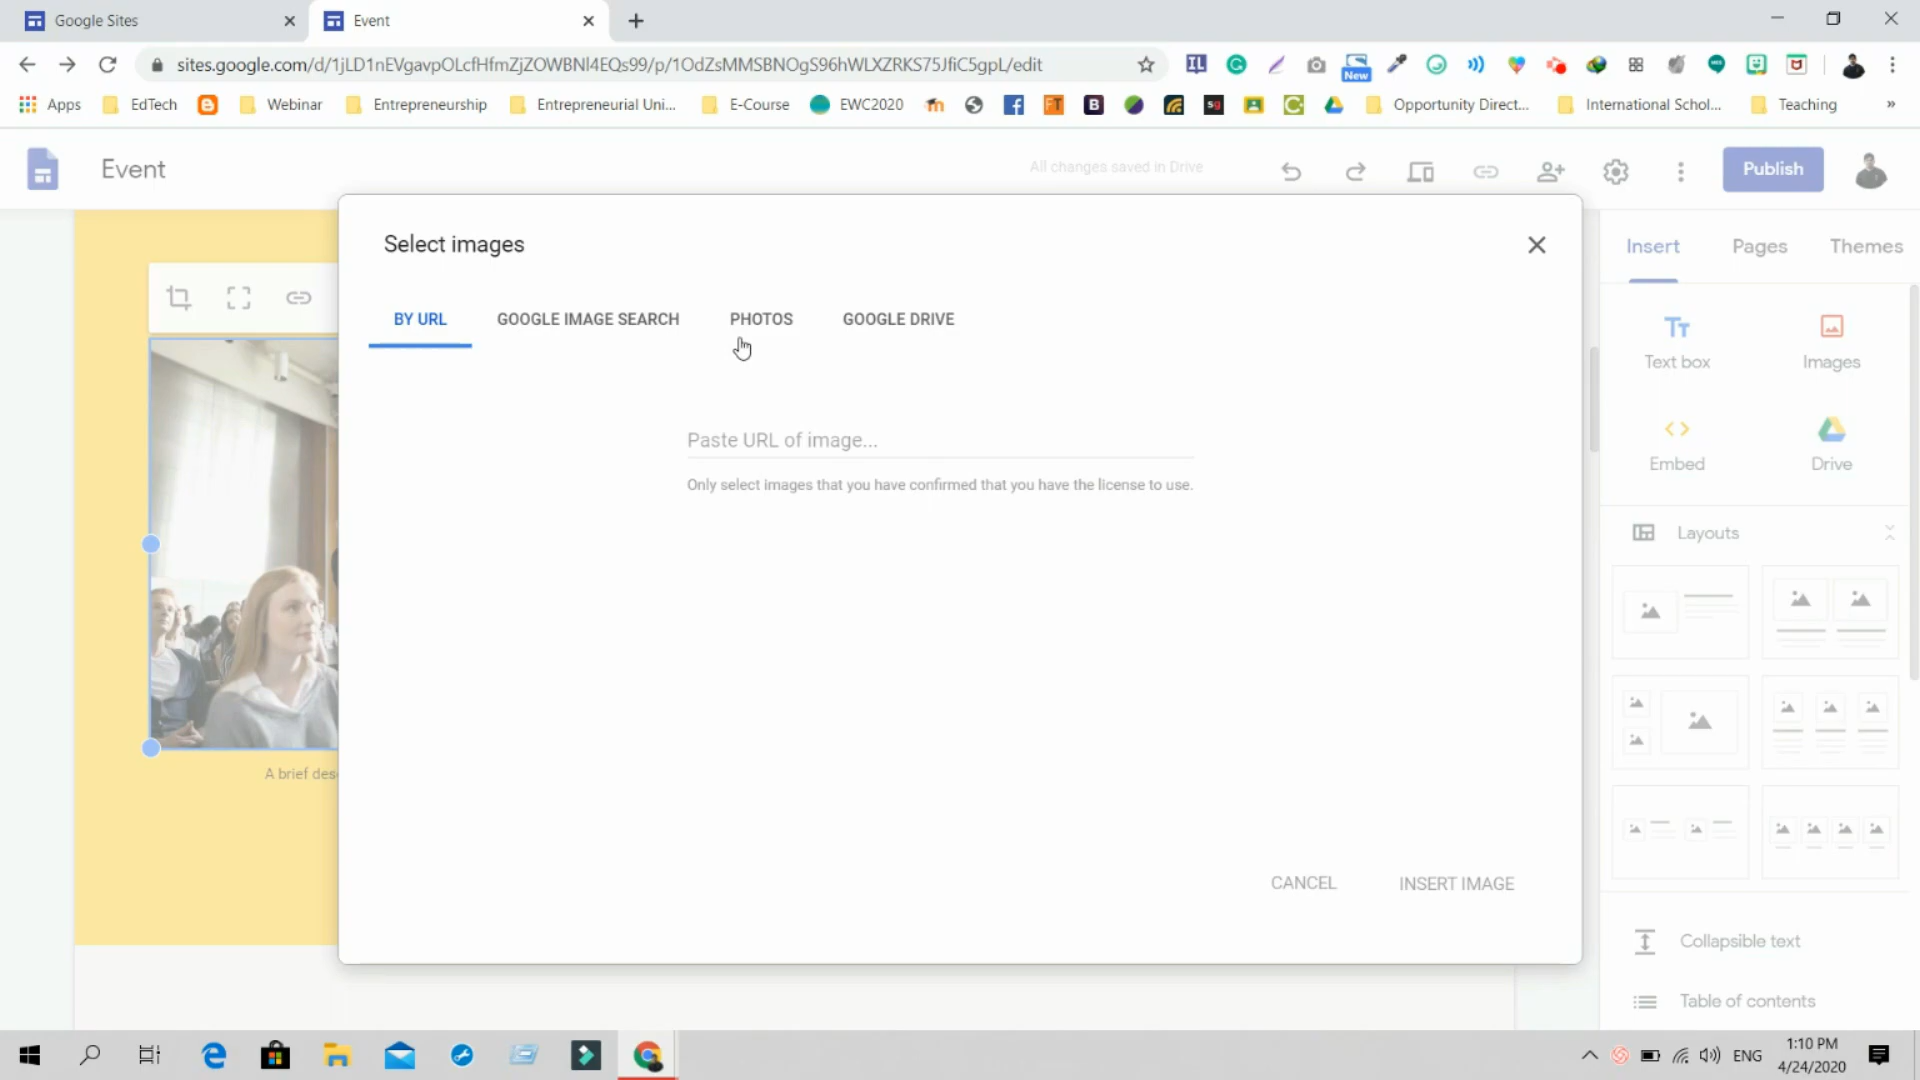 Google Sites
Event
sites.google.com/d/1jLD1nEVgavpOLcfHfmZjZOWBNl4EQs99/p/1OdZsMMSBNOgS96hWLXZRKS75JfiC5gpL/edit
New
Apps
EdTech
Webinar
Entrepreneurship
Entrepreneurial Uni...
E-Course
EWC2020
Opportunity Direct...
International Schol...
Teaching
»
Event
All changes saved in Drive
Publish
Select images
Insert
Pages
Themes
BY URL
GOOGLE IMAGE SEARCH
PHOTOS
GOOGLE DRIVE
Text box
Images
Paste URL of image...
Only select images that you have confirmed that you have the license to use.
Embed
Drive
Layouts
A brief des
CANCEL
INSERT IMAGE
Collapsible text
Table of contents
ENG
1:10 PM
4/24/2020